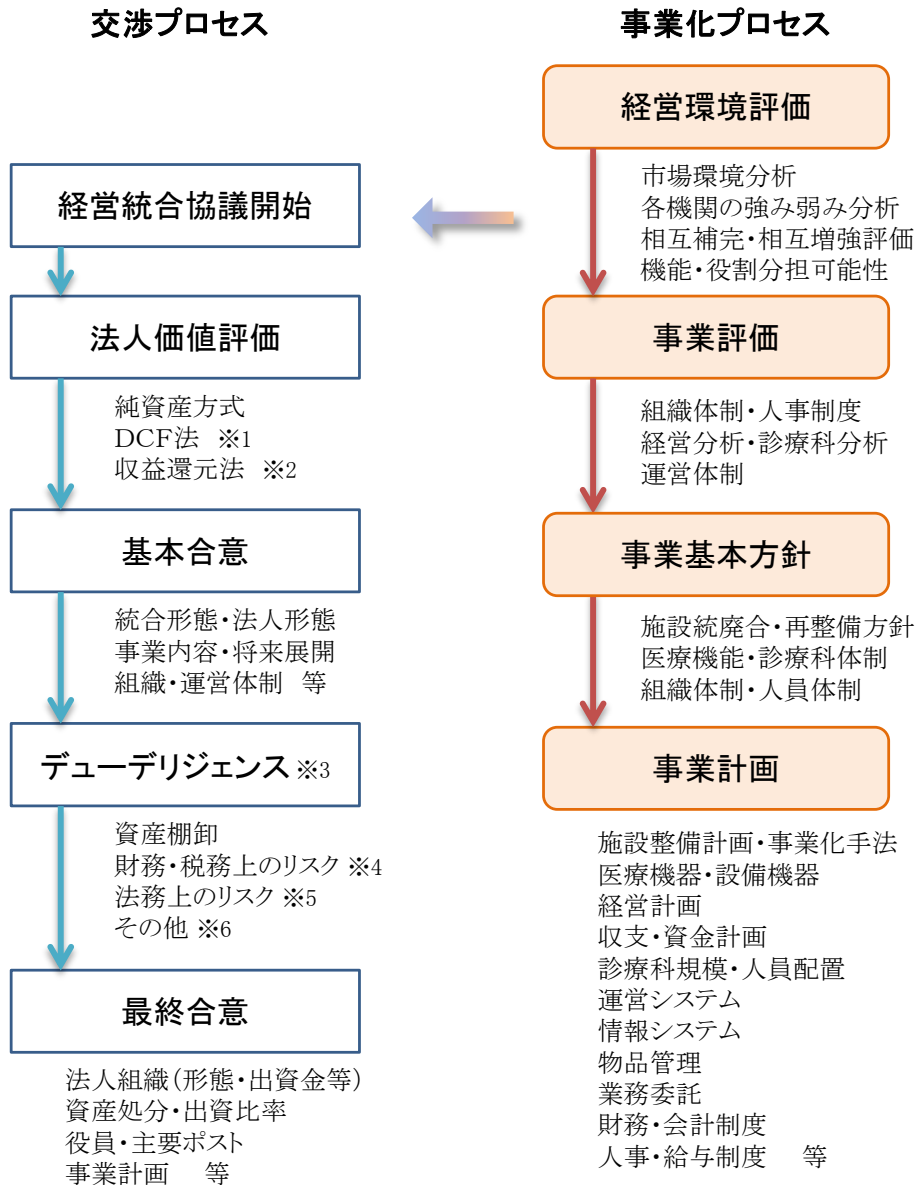 交渉プロセス
経営統合協議開始
法人価値評価
純資産方式
DCF法 ※1
収益還元法 ※2
基本合意
統合形態・法人形態
事業内容・将来展開
組織・運営体制 等
デューデリジェンス ※3
資産棚卸
財務・税務上のリスク ※4
法務上のリスク ※5
その他 ※6
最終合意
法人組織(形態・出資金等)
資産処分・出資比率
役員・主要ポスト
事業計画 等
事業化プロセス
経営環境評価
市場環境分析
各機関の強み弱み分析
相互補完・相互増強評価
機能・役割分担可能性
事業評価
組織体制・人事制度
経営分析・診療科分析
運営体制
事業基本方針
施設統廃合・再整備方針
医療機能・診療科体制
組織体制・人員体制
事業計画
施設整備計画・事業化手法
医療機器・設備機器
経営計画
収支・資金計画
診療科規模・人員配置
運営システム
情報システム
物品管理
業務委託
財務・会計制度
人事・給与制度 等